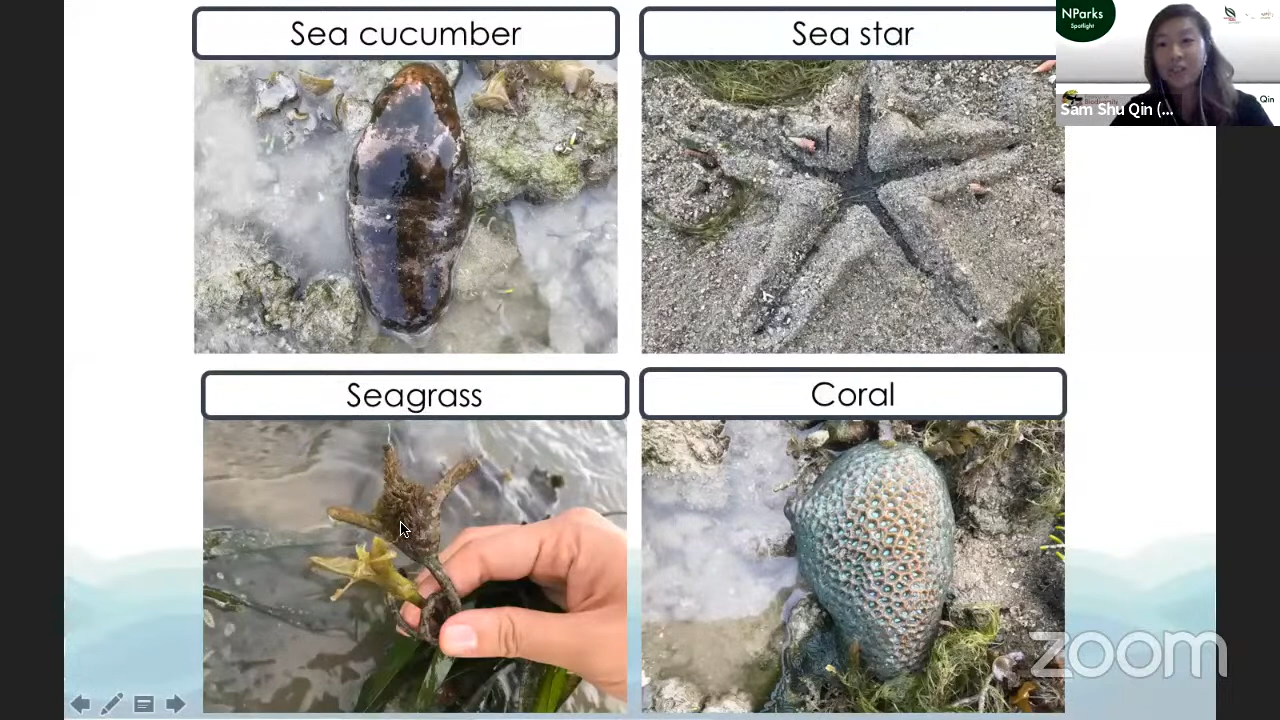 Sea cucumber
Sea star
NParks
Spotlight
Qin
Sam Shu Qin (...
Seagrass
Coral
zoom